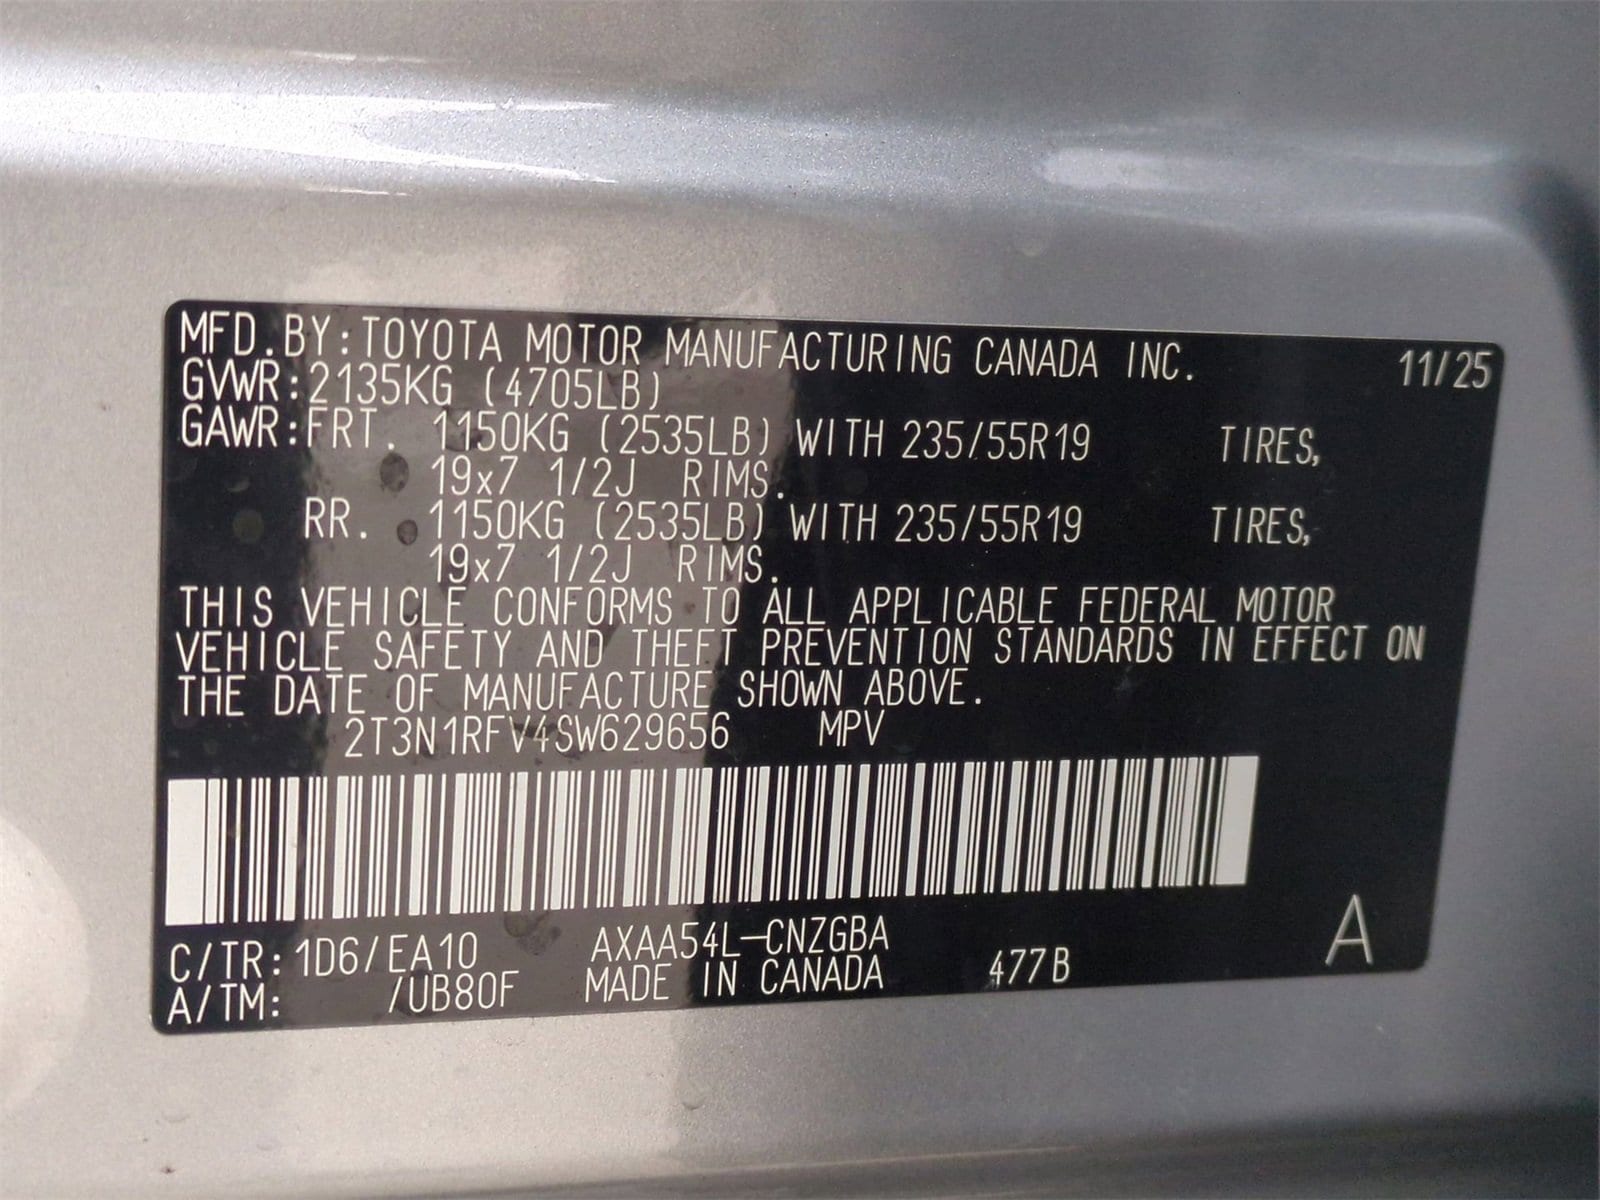 MFD.BY:TOYOTA MOTOR MANUFACTURING CANADA INC. 11/25
GVWR:2135KG (4705LB)
GAWR:FRT. 1150KG (2535LB) WITH 235/55R19 TIRES,
19x7 1/2J RIMS.
RR. 1150KG (2535LB) WITH 235/55R19 TIRES,
19x7 1/2J RIMS.
THIS VEHICLE CONFORMS TO ALL APPLICABLE FEDERAL MOTOR
VEHICLE SAFETY AND THEFT PREVENTION STANDARDS IN EFFECT ON
THE DATE OF MANUFACTURE SHOWN ABOVE.
2T3N1RFV4SW629656 MPV
C/TR: 1D6/EA10 AXAA54L-CNZGBA
A/TM: /UB80F MADE IN CANADA 477B A